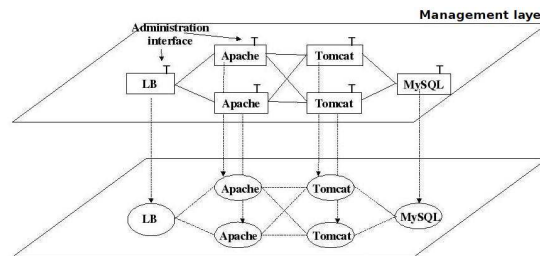 Management laye
Administration
interface
Apache
Tomcat
LB
MySQL
Apache
Tomcat
Apache
Tomcat
LB
MySQL
Apache
Tomcat